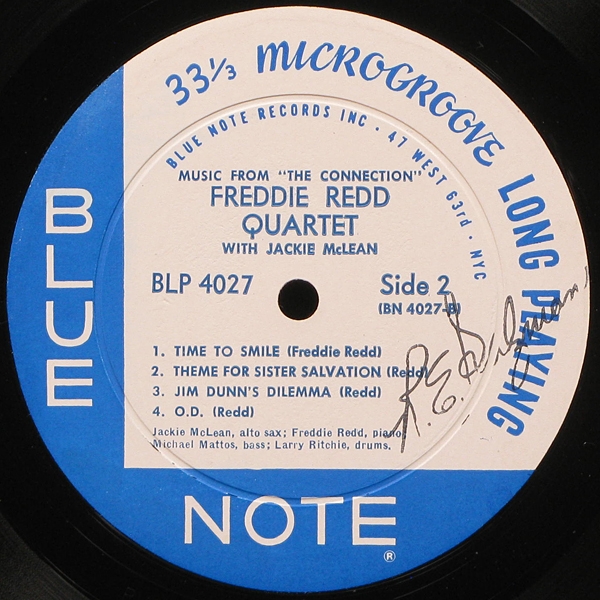 33⅓ MICROGROOVE LONG PLAYING
BLUE NOTE RECORDS INC · 47 WEST 63rd · NYC
MUSIC FROM "THE CONNECTION"
FREDDIE REDD
QUARTET
WITH JACKIE McLEAN
BLP 4027 Side 2
(BN 4027-B)
1. TIME TO SMILE (Freddie Redd)
2. THEME FOR SISTER SALVATION (Redd)
3. JIM DUNN'S DILEMMA (Redd)
4. O.D. (Redd)
Jackie McLean, alto sax; Freddie Redd, piano;
Michael Mattos, bass; Larry Ritchie, drums.
R. E.
BLUE
NOTE
®